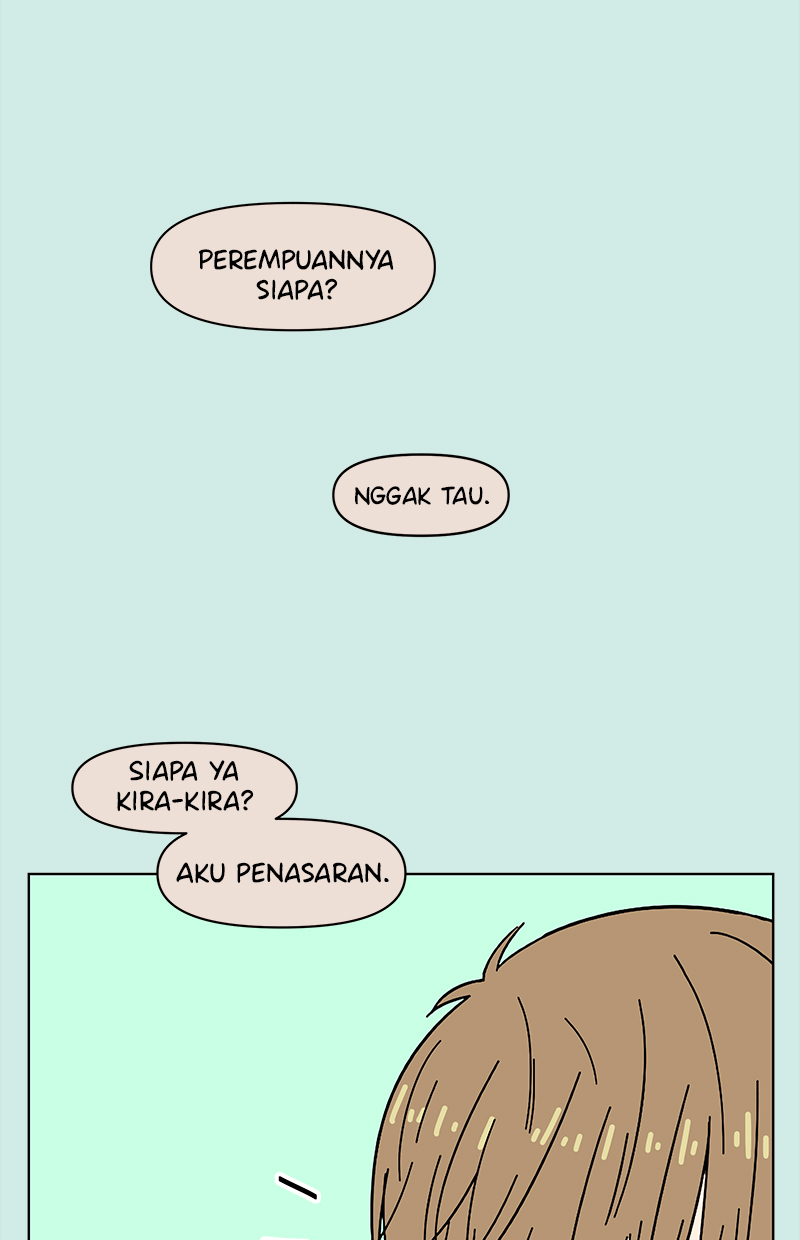 PEREMPUANNYA
SIAPA?
NGGAK TAU.
SIAPA YA
KIRA-KIRA?
AKU PENASARAN.